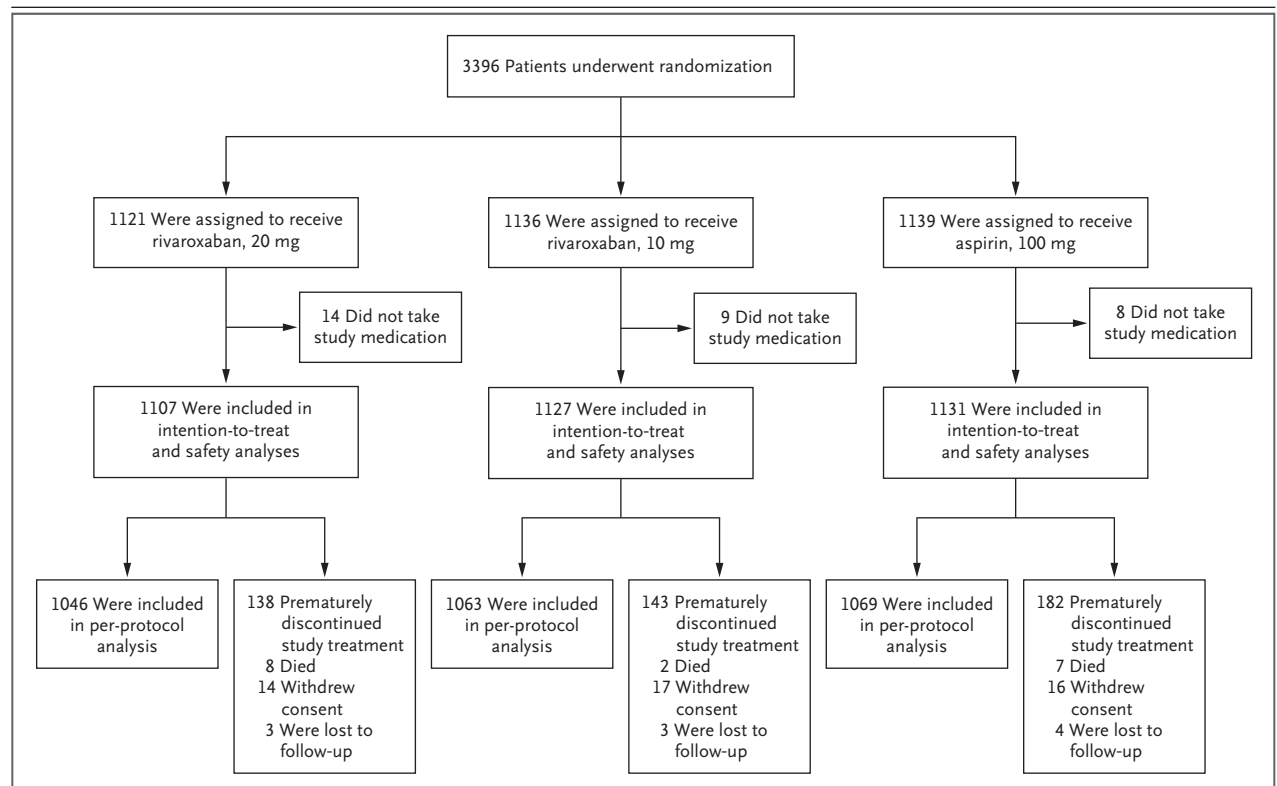 3396 Patients underwent randomization
1121 Were assigned to receive
rivaroxaban, 20 mg
1136 Were assigned to receive
rivaroxaban, 10 mg
1139 Were assigned to receive
aspirin, 100 mg
14 Did not take
study medication
9 Did not take
study medication
8 Did not take
study medication
1107 Were included in
intention-to-treat
and safety analyses
1127 Were included in
intention-to-treat
and safety analyses
1131 Were included in
intention-to-treat
and safety analyses
1046 Were included
in per-protocol
analysis
138 Prematurely
discontinued
study treatment
8 Died
14 Withdrew
consent
3 Were lost to
follow-up
1063 Were included
in per-protocol
analysis
143 Prematurely
discontinued
study treatment
2 Died
17 Withdrew
consent
3 Were lost to
follow-up
1069 Were included
in per-protocol
analysis
182 Prematurely
discontinued
study treatment
7 Died
16 Withdrew
consent
4 Were lost to
follow-up